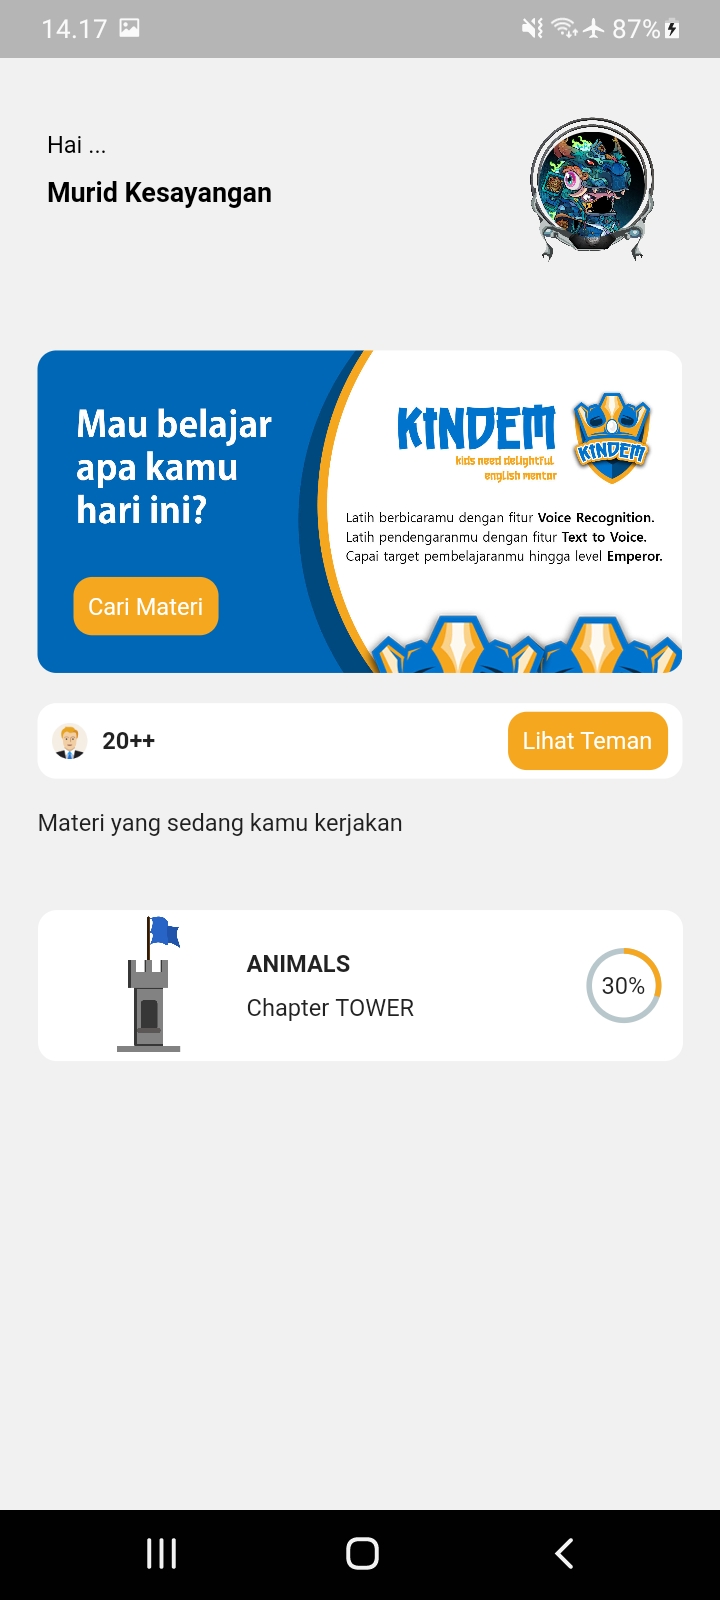 14.17
87%
Hai ...
Murid Kesayangan
Mau belajar
apa kamu
hari ini?
Cari Materi
KINDEM
kids need delightful
english mentor
KINDEM
Latih berbicaramu dengan fitur Voice Recognition.
Latih pendengaranmu dengan fitur Text to Voice.
Capai target pembelajaranmu hingga level Emperor.
20++
Lihat Teman
Materi yang sedang kamu kerjakan
ANIMALS
Chapter TOWER
30%